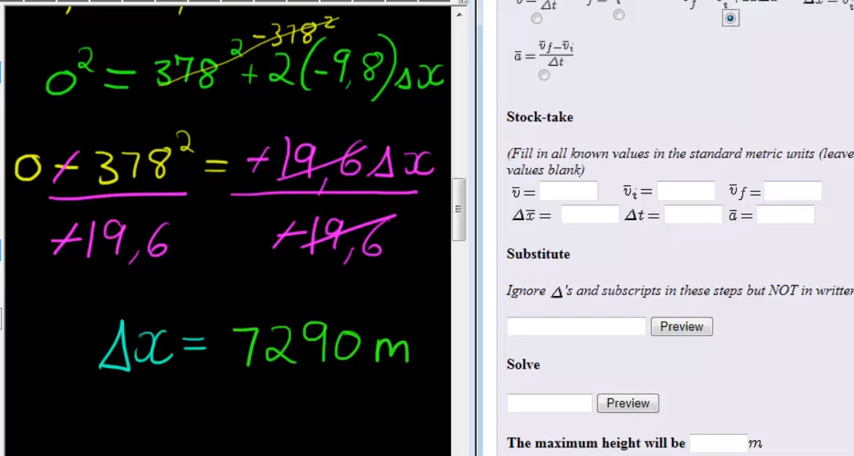 −378²
0² = 378² + 2(−9,8)Δx
0 − 378² = −19,6Δx
−19,6 −19,6
Δx = 7290 m
Δt
ā = v̄f−v̄i
Δt
Stock-take
(Fill in all known values in the standard metric units (leave
values blank)
v̄ = v̄i = v̄f =
Δx̄ = Δt = ā =
Substitute
Ignore Δ's and subscripts in these steps but NOT in written
Preview
Solve
Preview
The maximum height will be m